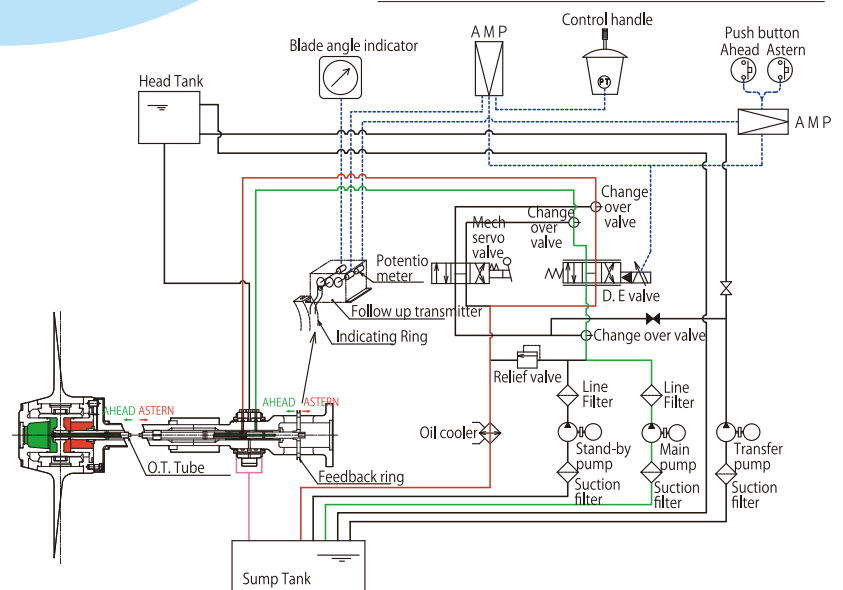 Blade angle indicator
A M P
Control handle
Push button
Ahead Astern
Head Tank
PT
A M P
Change
over
valve
Change
over
valve
Mech
servo
valve
Potentio
meter
D. E valve
Follow up transmitter
Indicating Ring
Change over valve
Relief valve
Line
Filter
Line
Filter
AHEAD ASTERN
AHEAD ASTERN
Oil cooler
Stand-by
pump
Main
pump
Transfer
pump
O.T. Tube
Feedback ring
Suction
filter
Suction
filter
Suction
filter
Sump Tank